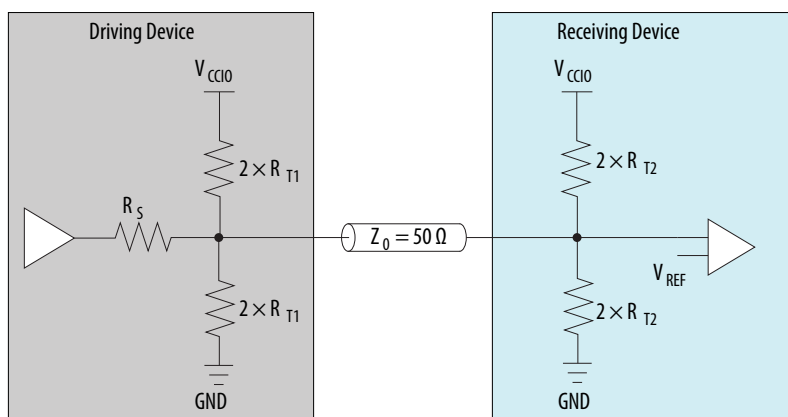 Driving Device
V CCIO
2 × R T1
R S
2 × R T1
GND
Z 0 = 50 Ω
Receiving Device
V CCIO
2 × R T2
V REF
2 × R T2
GND